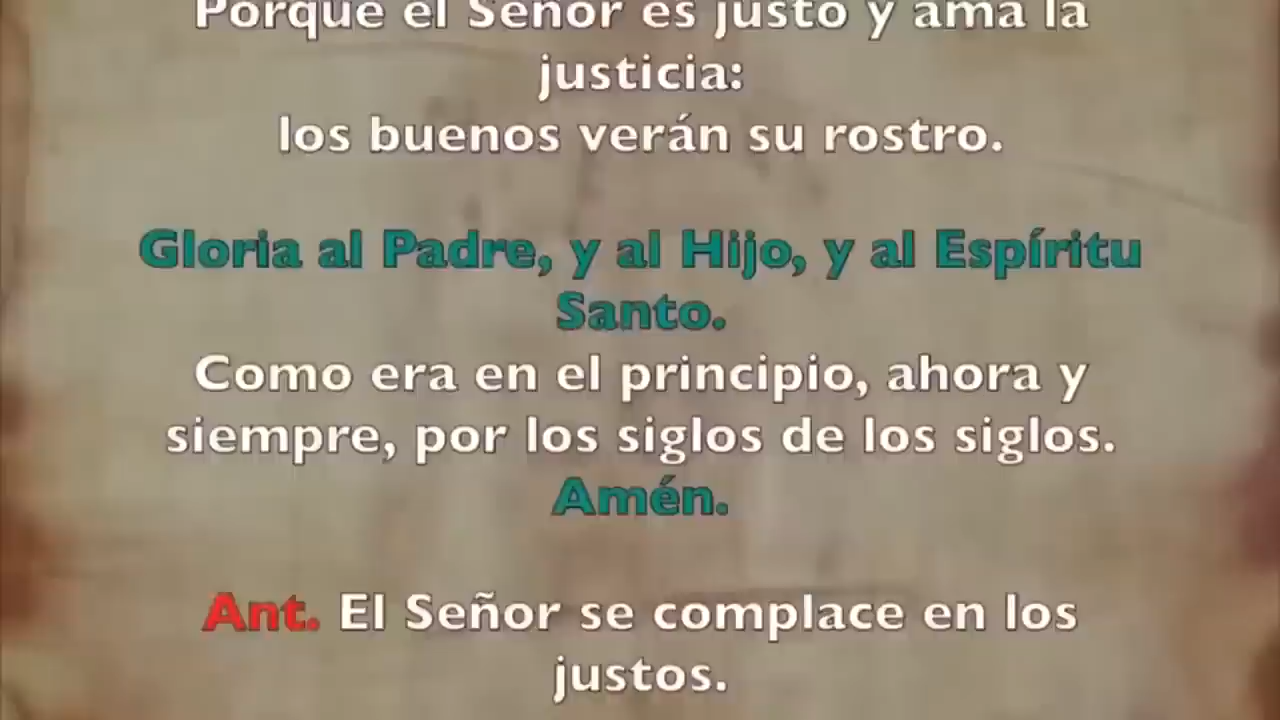 Porque el Señor es justo y ama la
justicia:
los buenos verán su rostro.
Gloria al Padre, y al Hijo, y al Espíritu
Santo.
Como era en el principio, ahora y
siempre, por los siglos de los siglos.
Amén.
Ant. El Señor se complace en los
justos.